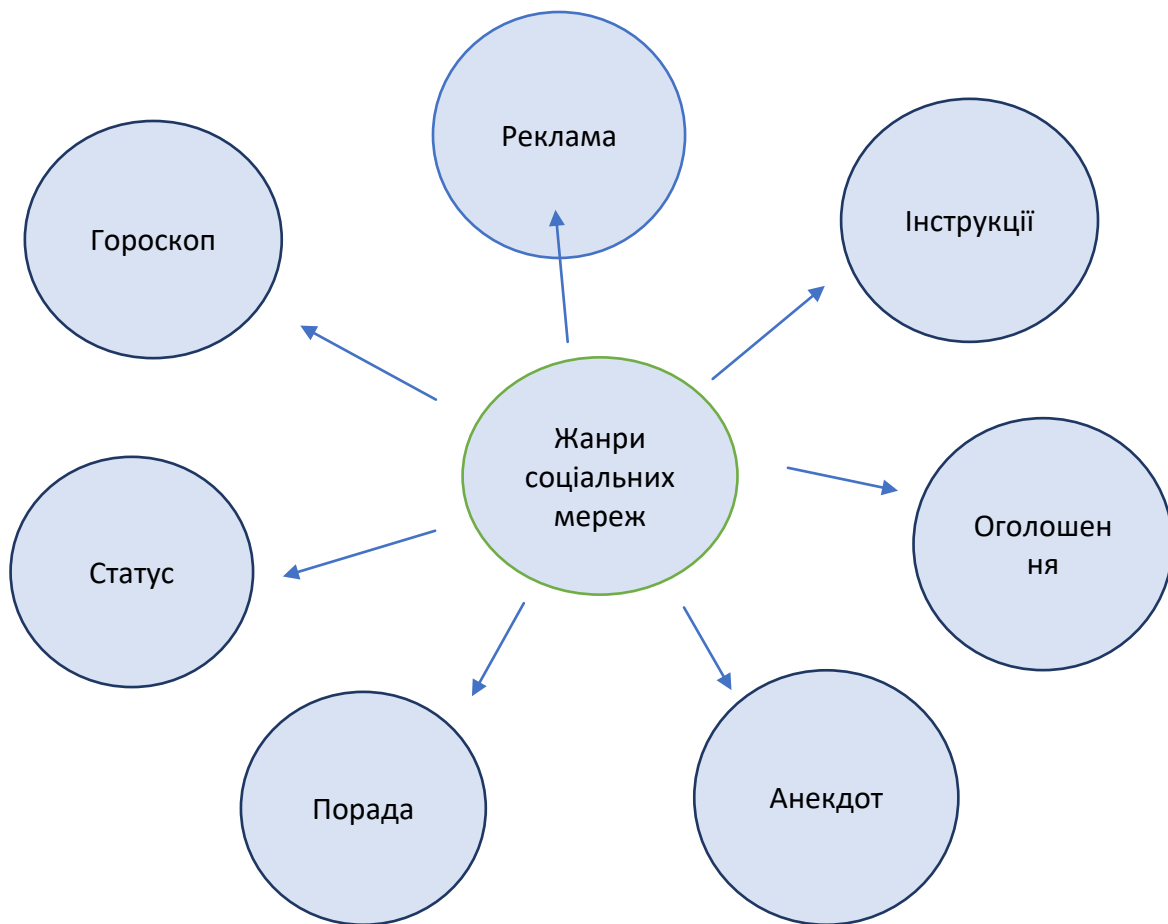 Реклама
Інструкції
Гороскоп
Жанри
соціальних
мереж
Оголошен
ня
Статус
Порада
Анекдот